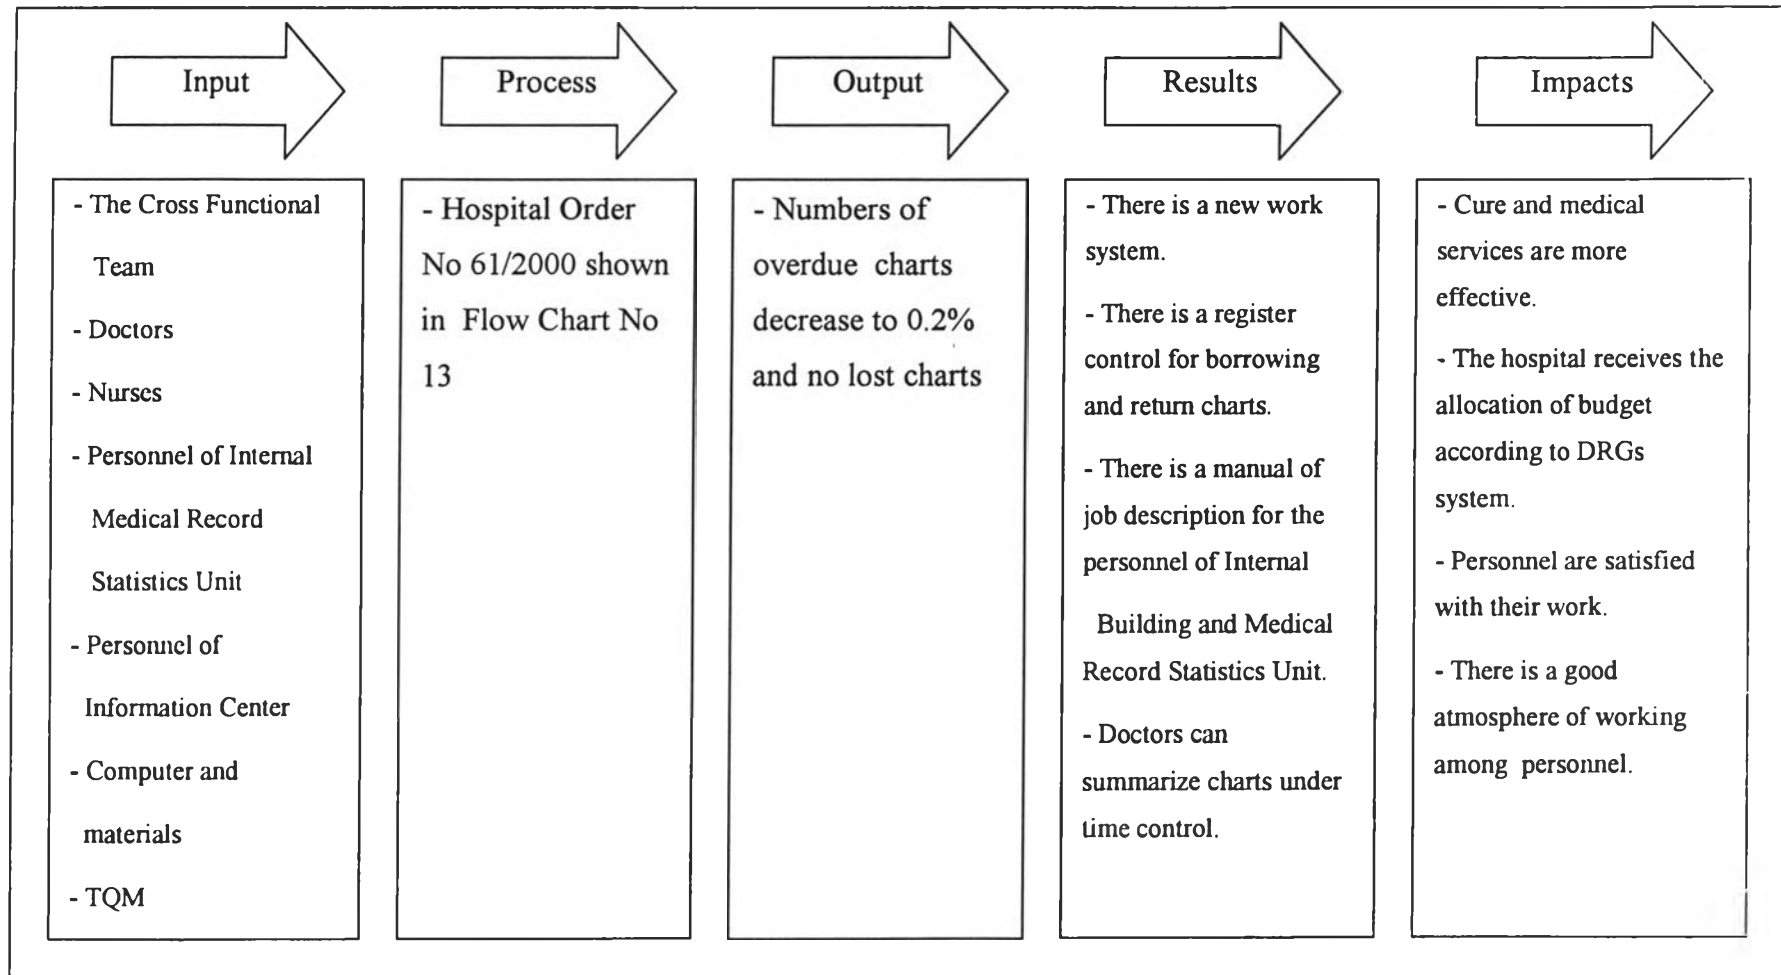 Input
Process
Output
Results
Impacts
- The Cross Functional
Team
- Doctors
- Nurses
- Personnel of Internal
Medical Record
Statistics Unit
- Personnel of
Information Center
- Computer and
materials
- TQM
- Hospital Order
No 61/2000 shown
in Flow Chart No
13
- Numbers of
overdue charts
decrease to 0.2%
and no lost charts
- There is a new work
system.
- There is a register
control for borrowing
and return charts.
- There is a manual of
job description for the
personnel of Internal
Building and Medical
Record Statistics Unit.
- Doctors can
summarize charts under
time control.
- Cure and medical
services are more
effective.
- The hospital receives the
allocation of budget
according to DRGs
system.
- Personnel are satisfied
with their work.
- There is a good
atmosphere of working
among personnel.